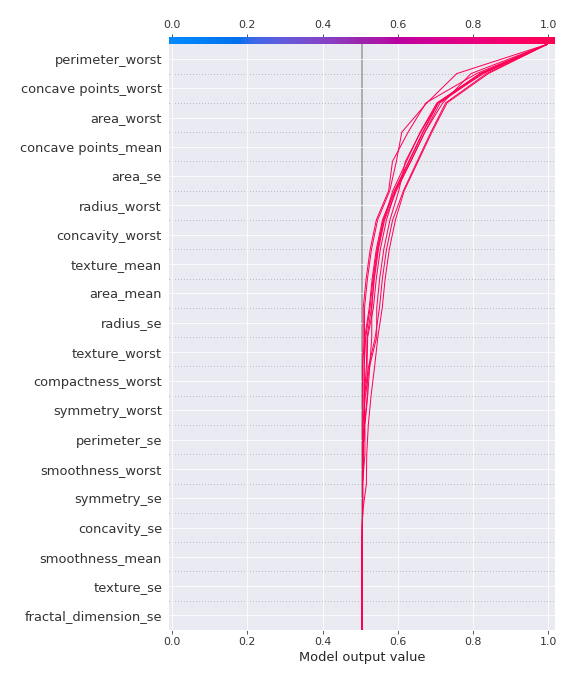 0.0 0.2 0.4 0.6 0.8 1.0
perimeter_worst
concave points_worst
area_worst
concave points_mean
area_se
radius_worst
concavity_worst
texture_mean
area_mean
radius_se
texture_worst
compactness_worst
symmetry_worst
perimeter_se
smoothness_worst
symmetry_se
concavity_se
smoothness_mean
texture_se
fractal_dimension_se
0.0 0.2 0.4 0.6 0.8 1.0
Model output value